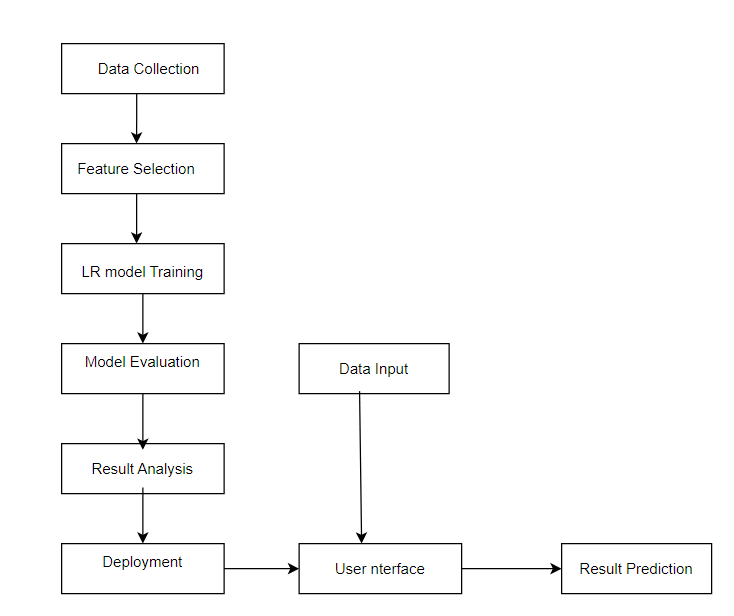 Data Collection
Feature Selection
LR model Training
Model Evaluation
Data Input
Result Analysis
Deployment
User nterface
Result Prediction